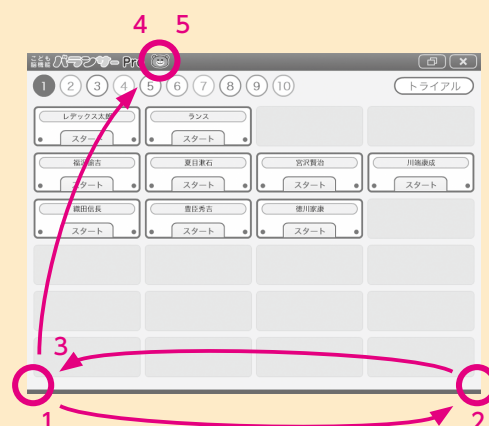 4 5
こども脳機能バランサー Pro
1 2 3 4 5 6 7 8 9 10 トライアル
レデックス太郎 ランス
スタート スタート
福沢諭吉 夏目漱石 宮沢賢治 川端康成
スタート スタート スタート スタート
織田信長 豊臣秀吉 徳川家康
スタート スタート スタート
3
1 2